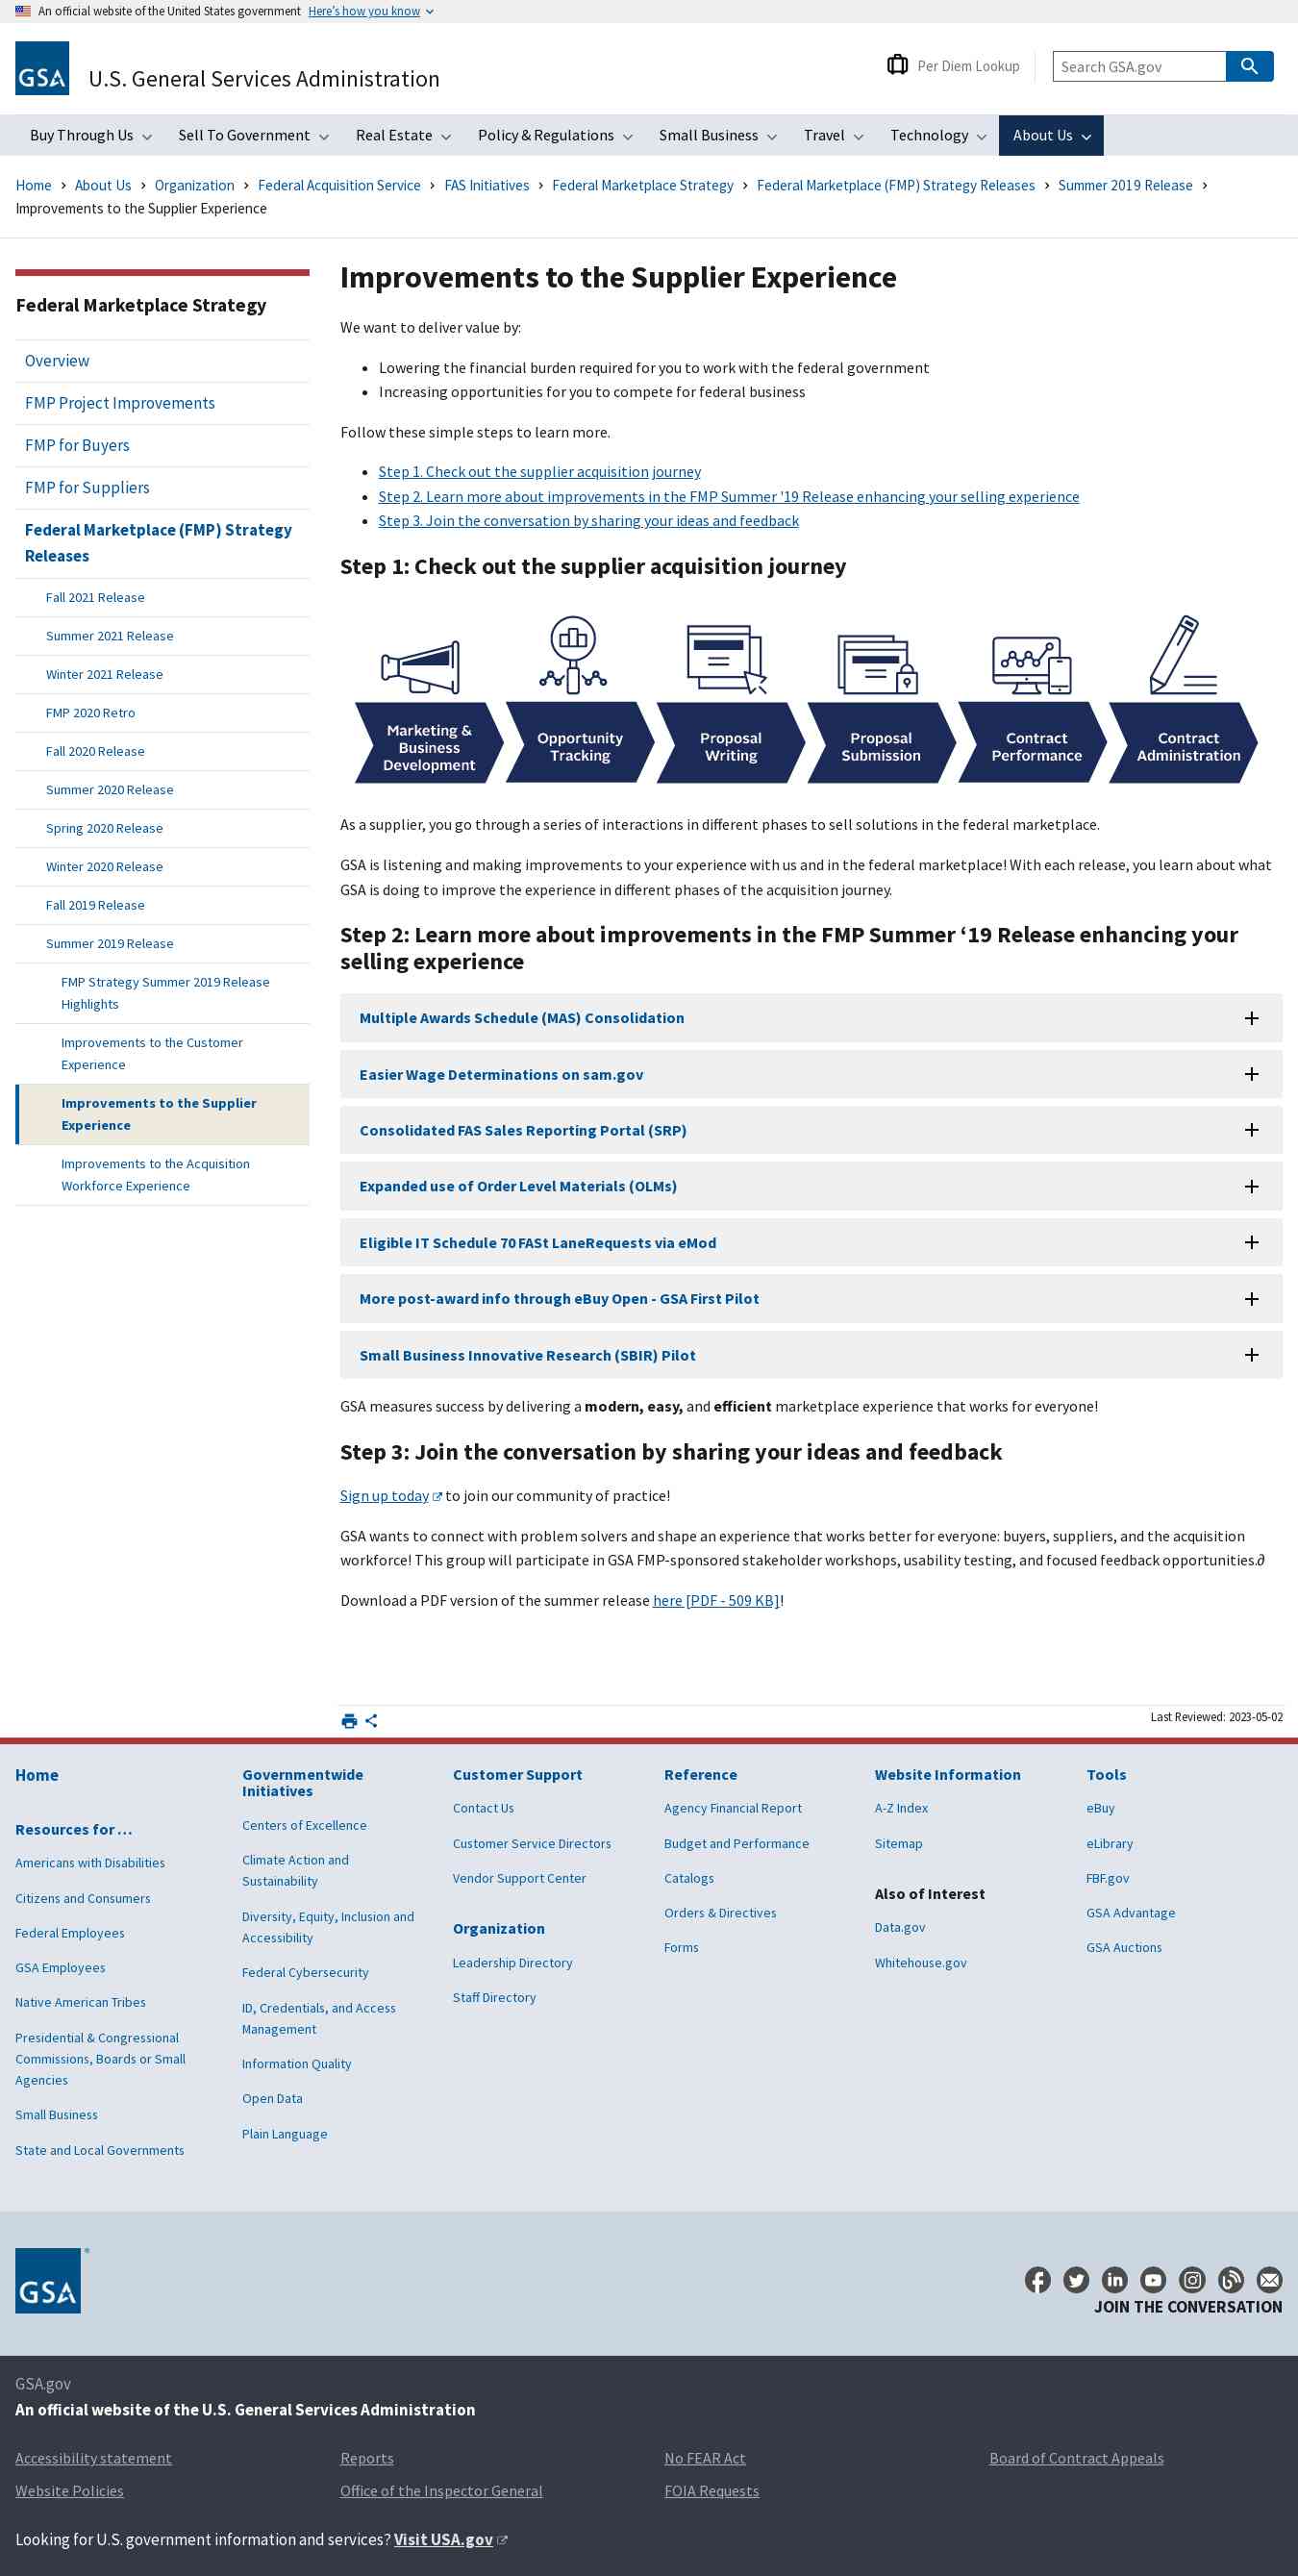 An official website of the United States government Here's how you know
GSA
U.S. General Services Administration
Per Diem Lookup
Search GSA.gov
Buy Through Us Sell To Government Real Estate Policy & Regulations Small Business Travel Technology About Us
Home › About Us › Organization › Federal Acquisition Service › FAS Initiatives › Federal Marketplace Strategy › Federal Marketplace (FMP) Strategy Releases › Summer 2019 Release ›
Improvements to the Supplier Experience
Federal Marketplace Strategy
Overview
FMP Project Improvements
FMP for Buyers
FMP for Suppliers
Federal Marketplace (FMP) Strategy
Releases
Fall 2021 Release
Summer 2021 Release
Winter 2021 Release
FMP 2020 Retro
Fall 2020 Release
Summer 2020 Release
Spring 2020 Release
Winter 2020 Release
Fall 2019 Release
Summer 2019 Release
FMP Strategy Summer 2019 Release
Highlights
Improvements to the Customer
Experience
Improvements to the Supplier
Experience
Improvements to the Acquisition
Workforce Experience
Improvements to the Supplier Experience
We want to deliver value by:
• Lowering the financial burden required for you to work with the federal government
• Increasing opportunities for you to compete for federal business
Follow these simple steps to learn more.
• Step 1. Check out the supplier acquisition journey
• Step 2. Learn more about improvements in the FMP Summer '19 Release enhancing your selling experience
• Step 3. Join the conversation by sharing your ideas and feedback
Step 1: Check out the supplier acquisition journey
Marketing &
Business
Development
Opportunity
Tracking
Proposal
Writing
Proposal
Submission
Contract
Performance
Contract
Administration
As a supplier, you go through a series of interactions in different phases to sell solutions in the federal marketplace.
GSA is listening and making improvements to your experience with us and in the federal marketplace! With each release, you learn about what
GSA is doing to improve the experience in different phases of the acquisition journey.
Step 2: Learn more about improvements in the FMP Summer ‘19 Release enhancing your
selling experience
Multiple Awards Schedule (MAS) Consolidation
Easier Wage Determinations on sam.gov
Consolidated FAS Sales Reporting Portal (SRP)
Expanded use of Order Level Materials (OLMs)
Eligible IT Schedule 70 FASt LaneRequests via eMod
More post-award info through eBuy Open - GSA First Pilot
Small Business Innovative Research (SBIR) Pilot
GSA measures success by delivering a modern, easy, and efficient marketplace experience that works for everyone!
Step 3: Join the conversation by sharing your ideas and feedback
Sign up today to join our community of practice!
GSA wants to connect with problem solvers and shape an experience that works better for everyone: buyers, suppliers, and the acquisition
workforce! This group will participate in GSA FMP-sponsored stakeholder workshops, usability testing, and focused feedback opportunities.∂
Download a PDF version of the summer release here [PDF - 509 KB]!
Last Reviewed: 2023-05-02
Home
Resources for …
Americans with Disabilities
Citizens and Consumers
Federal Employees
GSA Employees
Native American Tribes
Presidential & Congressional
Commissions, Boards or Small
Agencies
Small Business
State and Local Governments
Governmentwide
Initiatives
Centers of Excellence
Climate Action and
Sustainability
Diversity, Equity, Inclusion and
Accessibility
Federal Cybersecurity
ID, Credentials, and Access
Management
Information Quality
Open Data
Plain Language
Customer Support
Contact Us
Customer Service Directors
Vendor Support Center
Organization
Leadership Directory
Staff Directory
Reference
Agency Financial Report
Budget and Performance
Catalogs
Orders & Directives
Forms
Website Information
A-Z Index
Sitemap
Also of Interest
Data.gov
Whitehouse.gov
Tools
eBuy
eLibrary
FBF.gov
GSA Advantage
GSA Auctions
GSA®
JOIN THE CONVERSATION
GSA.gov
An official website of the U.S. General Services Administration
Accessibility statement Reports No FEAR Act Board of Contract Appeals
Website Policies Office of the Inspector General FOIA Requests
Looking for U.S. government information and services? Visit USA.gov